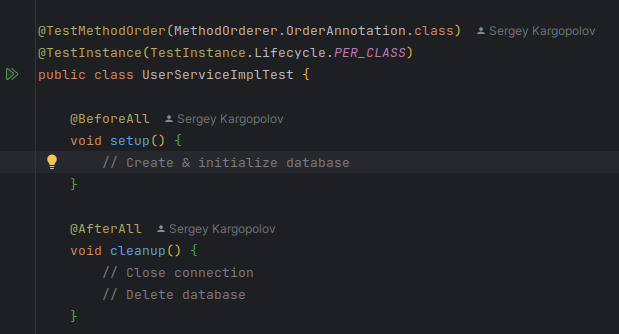 @TestMethodOrder(MethodOrderer.OrderAnnotation.class) Sergey Kargopolov
@TestInstance(TestInstance.Lifecycle.PER_CLASS)
public class UserServiceImplTest {
@BeforeAll Sergey Kargopolov
void setup() {
// Create & initialize database
}
@AfterAll Sergey Kargopolov
void cleanup() {
// Close connection
// Delete database
}